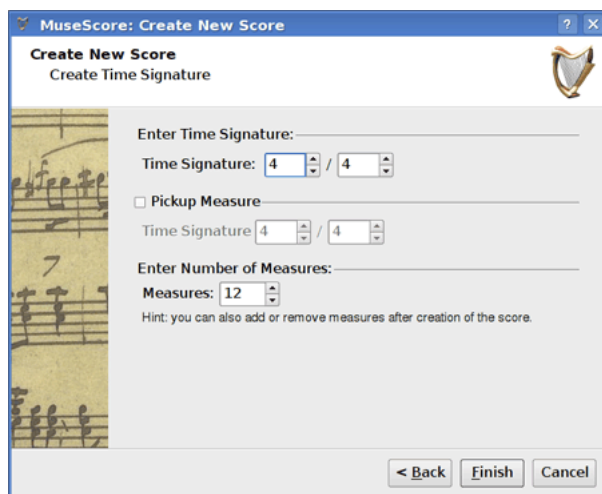 MuseScore: Create New Score
Create New Score
Create Time Signature
Enter Time Signature:
Time Signature: 4 / 4
Pickup Measure
Time Signature 4 / 4
Enter Number of Measures:
Measures: 12
Hint: you can also add or remove measures after creation of the score.
< Back Finish Cancel